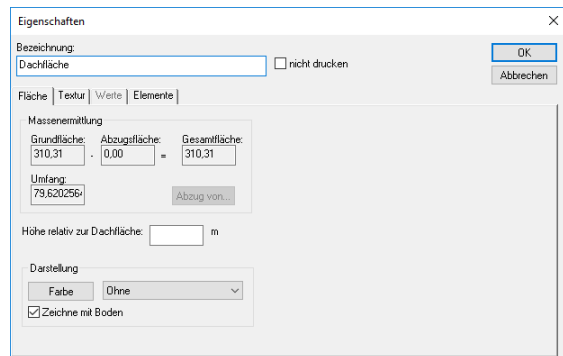 Eigenschaften
Bezeichnung:
Dachfläche
nicht drucken
OK
Abbrechen
Fläche Textur Werte Elemente
Massenermittlung
Grundfläche: Abzugsfläche: Gesamtfläche:
310,31 - 0,00 = 310,31
Umfang:
79,6202564
Abzug von...
Höhe relativ zur Dachfläche: m
Darstellung
Farbe Ohne
Zeichne mit Boden